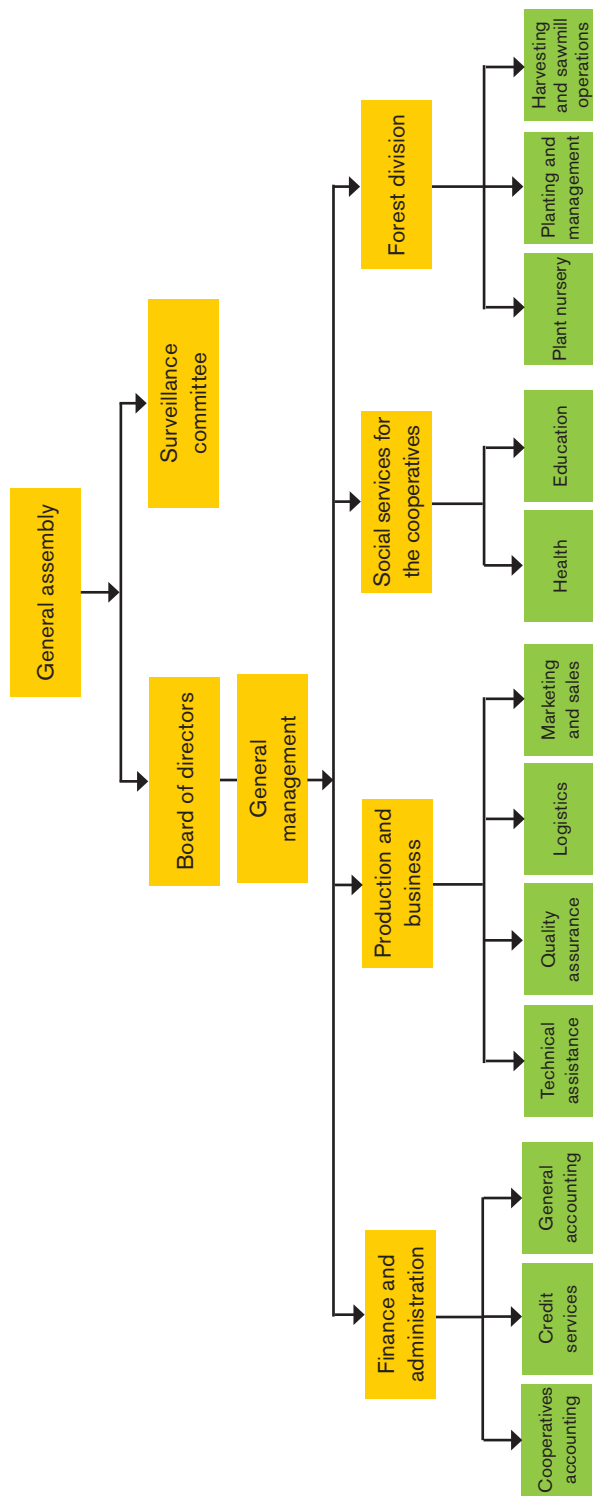 General assembly
Board of directors
Surveillance
committee
General
management
Finance and
administration
Production and
business
Social services for
the cooperatives
Forest division
Cooperatives
accounting
Credit
services
General
accounting
Technical
assistance
Quality
assurance
Logistics
Marketing
and sales
Health
Education
Plant nursery
Planting and
management
Harvesting
and sawmill
operations